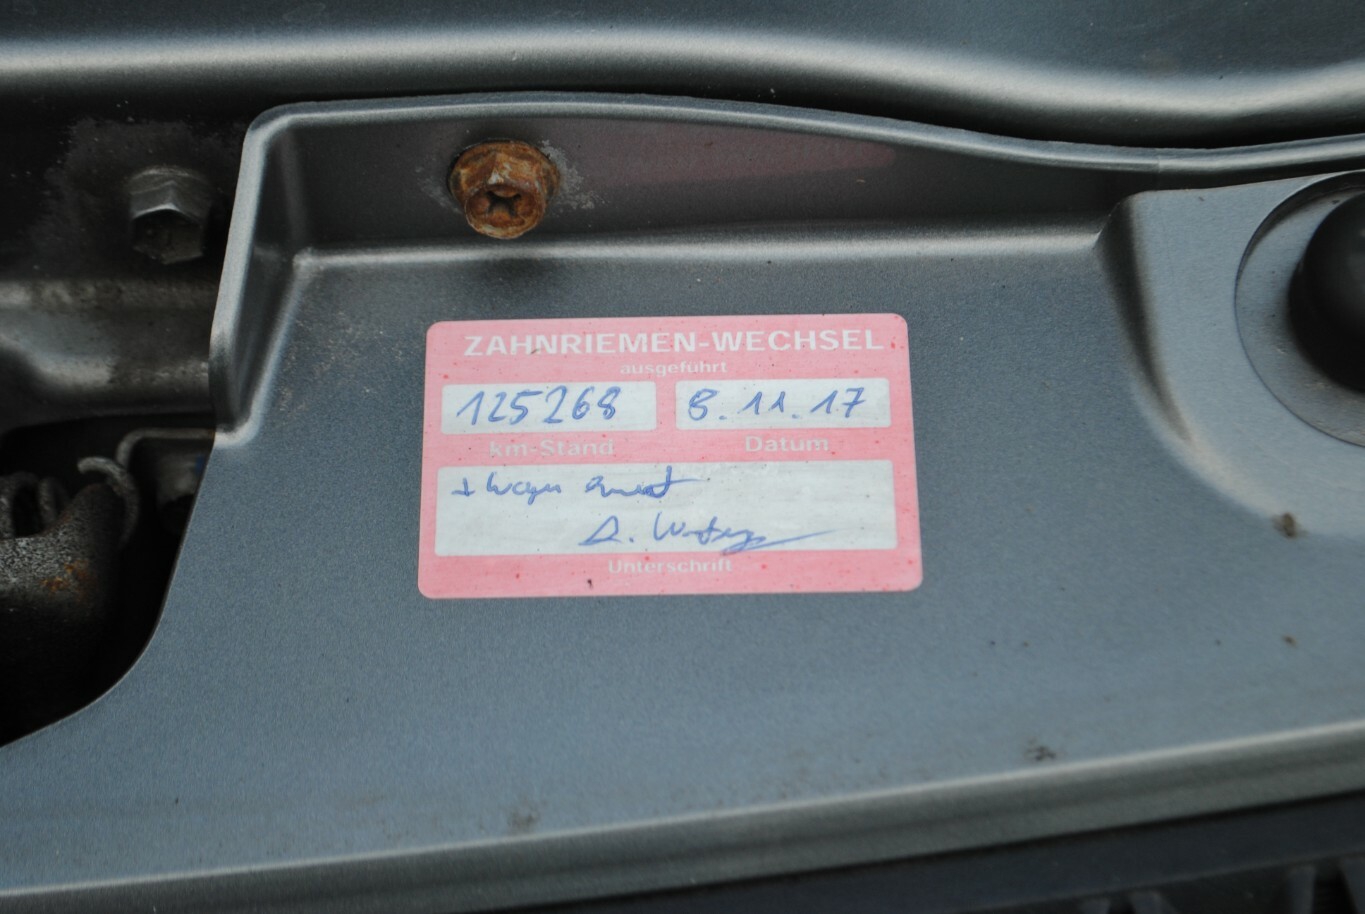 ZAHNRIEMEN-WECHSEL
ausgeführt
125268 8.11.17
km-Stand Datum
Unterschrift